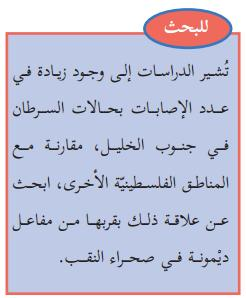 للبحث
تُشير الدراسات إلى وجود زيادة في
عدد الإصابات بحالات السرطان
في جنوب الخليل، مقارنة مع
المناطق الفلسطينيّة الأخرى، ابحث
عن علاقة ذلك بقربها من مفاعل
ديْمونة في صحراء النقب.